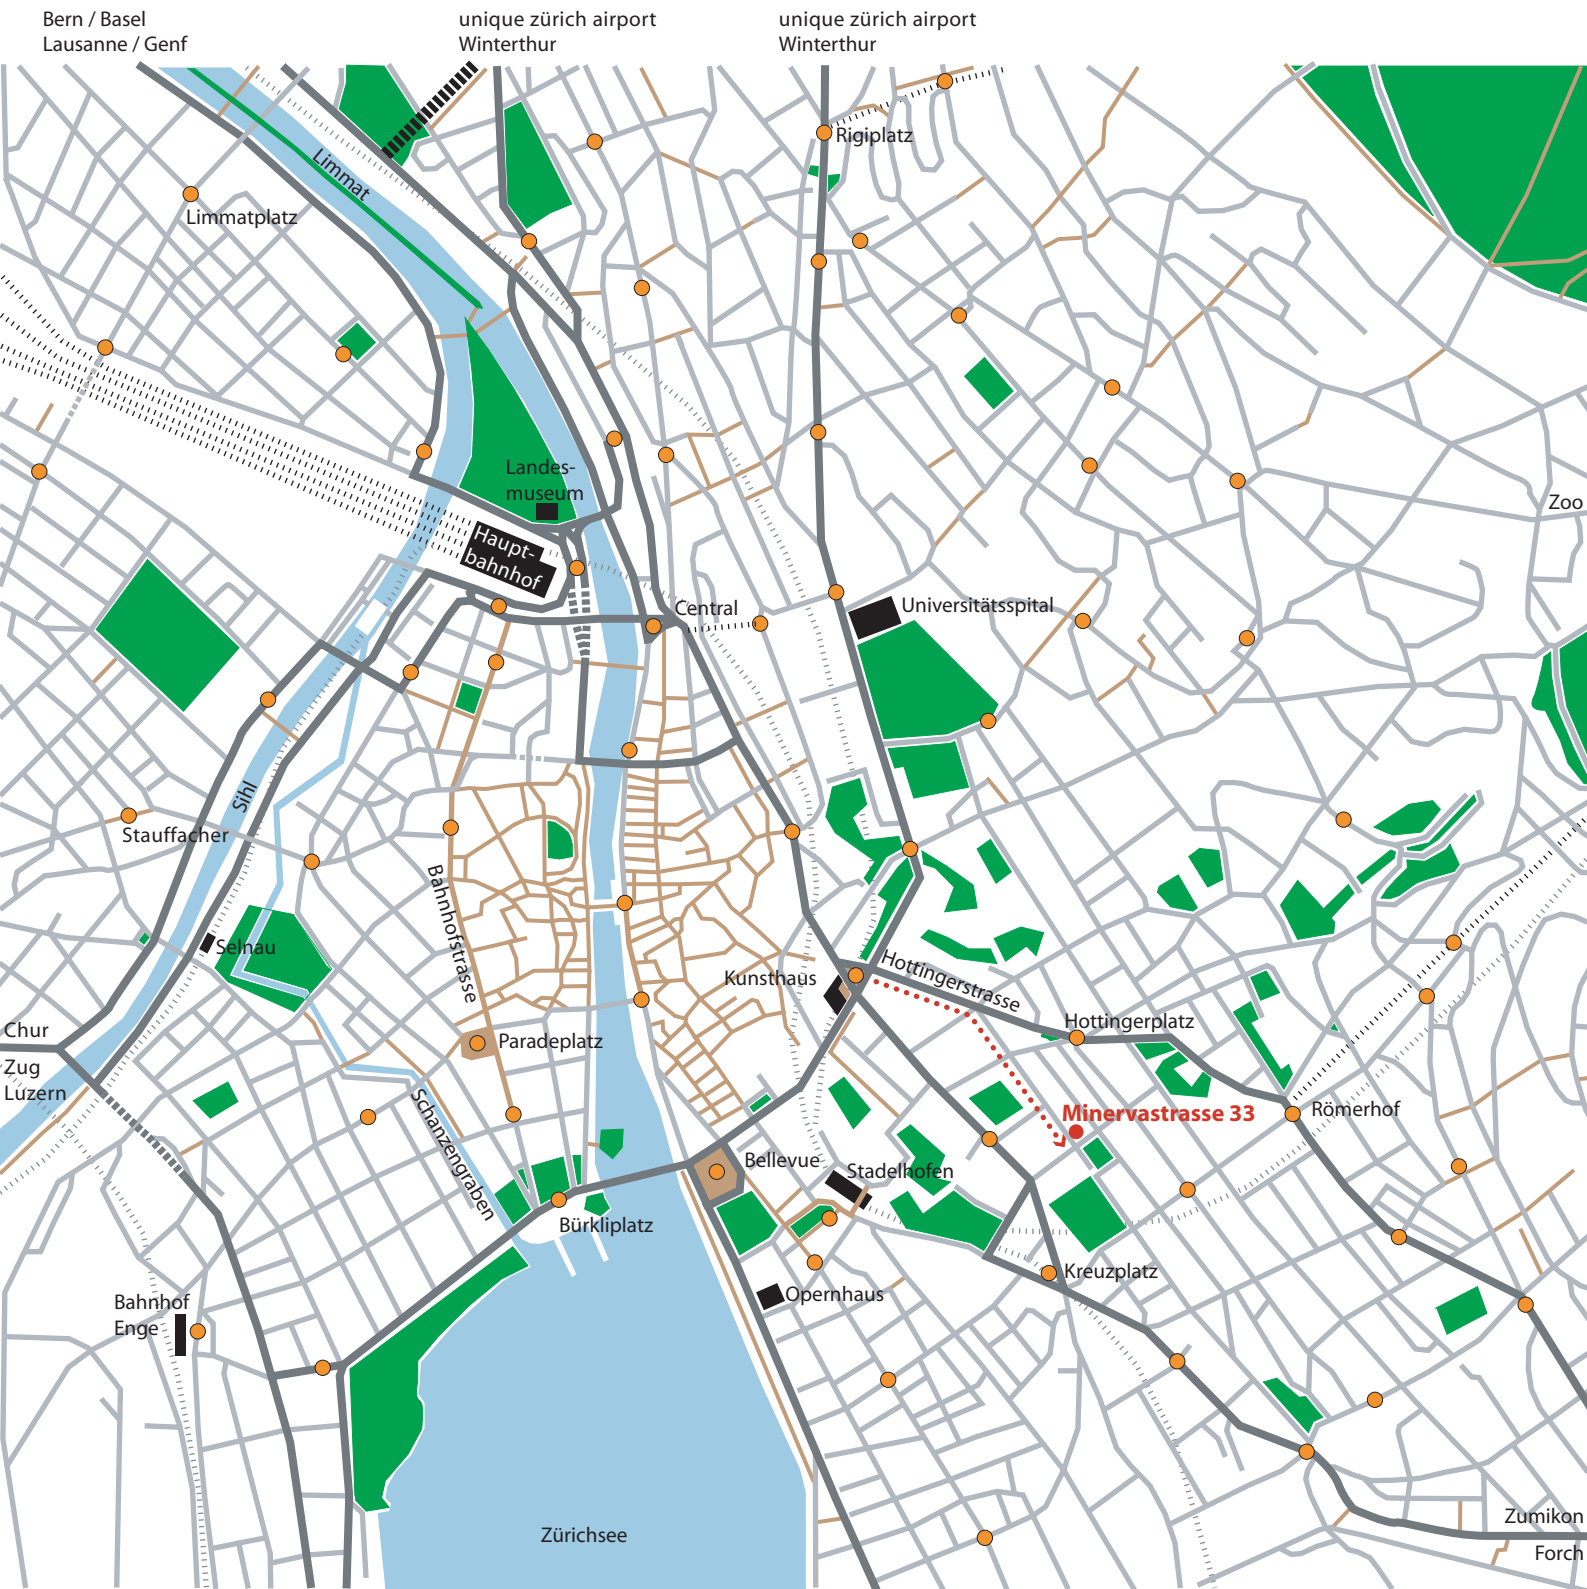 Bern / Basel
Lausanne / Genf
unique zürich airport
Winterthur
unique zürich airport
Winterthur
Rigiplatz
Limmat
Limmatplatz
Landes-
museum
Zoo
Haupt-
bahnhof
Central
Universitätsspital
Sihl
Stauffacher
Bahnhofstrasse
Selnau
Kunsthaus
Hottingerstrasse
Hottingerplatz
Chur
Zug
Luzern
Paradeplatz
Schanzengraben
Minervastrasse 33
Römerhof
Bellevue
Stadelhofen
Bürkliplatz
Kreuzplatz
Opernhaus
Bahnhof
Enge
Zürichsee
Zumikon
Forch